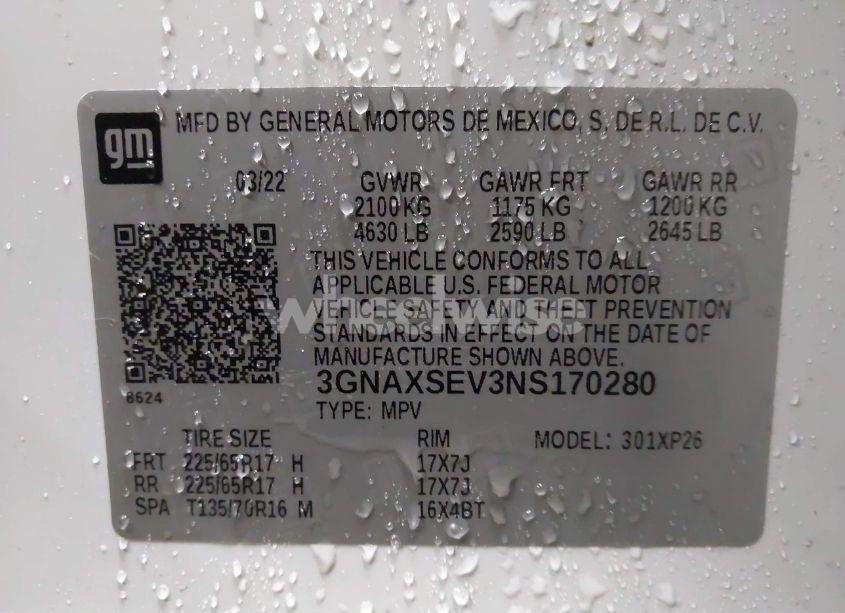 gm
MFD BY GENERAL MOTORS DE MEXICO, S. DE R.L. DE C.V.
03/22 GVWR GAWR FRT GAWR RR
2100 KG 1175 KG 1200 KG
4630 LB 2590 LB 2645 LB
THIS VEHICLE CONFORMS TO ALL
APPLICABLE U.S. FEDERAL MOTOR
VEHICLE SAFETY AND THEFT PREVENTION
STANDARDS IN EFFECT ON THE DATE OF
MANUFACTURE SHOWN ABOVE.
3GNAXSEV3NS170280
8624
TYPE: MPV
TIRE SIZE RIM MODEL: 301XP26
FRT 225/65R17 H 17X7J
RR 225/65R17 H 17X7J
SPA T135/70R16 M 16X4BT